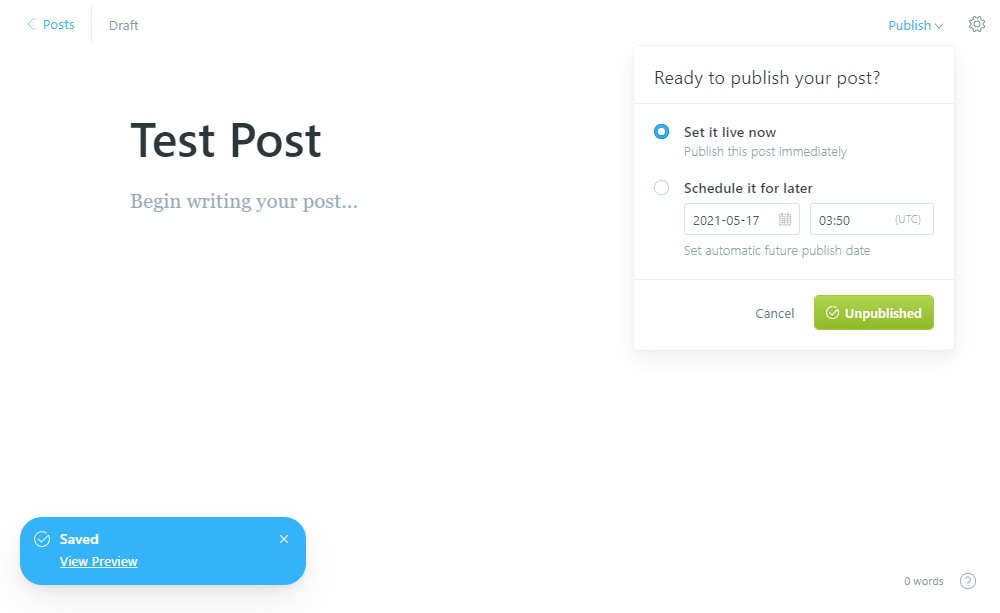 Posts
Draft
Publish
Ready to publish your post?
Set it live now
Publish this post immediately
Schedule it for later
2021-05-17
03:50 (UTC)
Set automatic future publish date
Cancel
Unpublished
Test Post
Begin writing your post...
Saved
View Preview
0 words
?